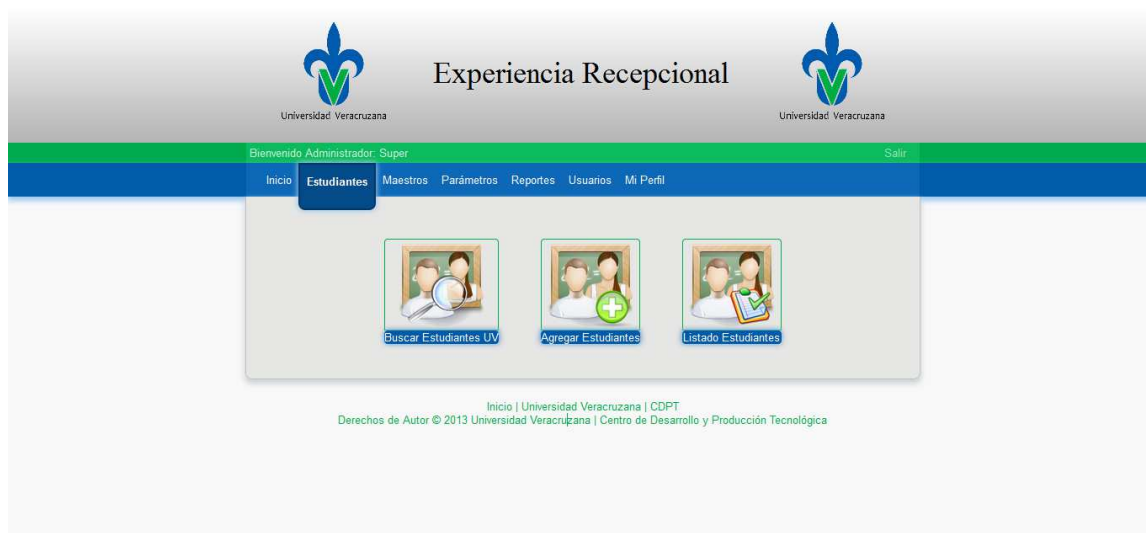 Experiencia Recepcional
Universidad Veracruzana
Universidad Veracruzana
Bienvenido Administrador: Super
Salir
Inicio Estudiantes Maestros Parámetros Reportes Usuarios Mi Perfil
Buscar Estudiantes UV
Agregar Estudiantes
Listado Estudiantes
Inicio | Universidad Veracruzana | CDPT
Derechos de Autor © 2013 Universidad Veracruzana | Centro de Desarrollo y Producción Tecnológica